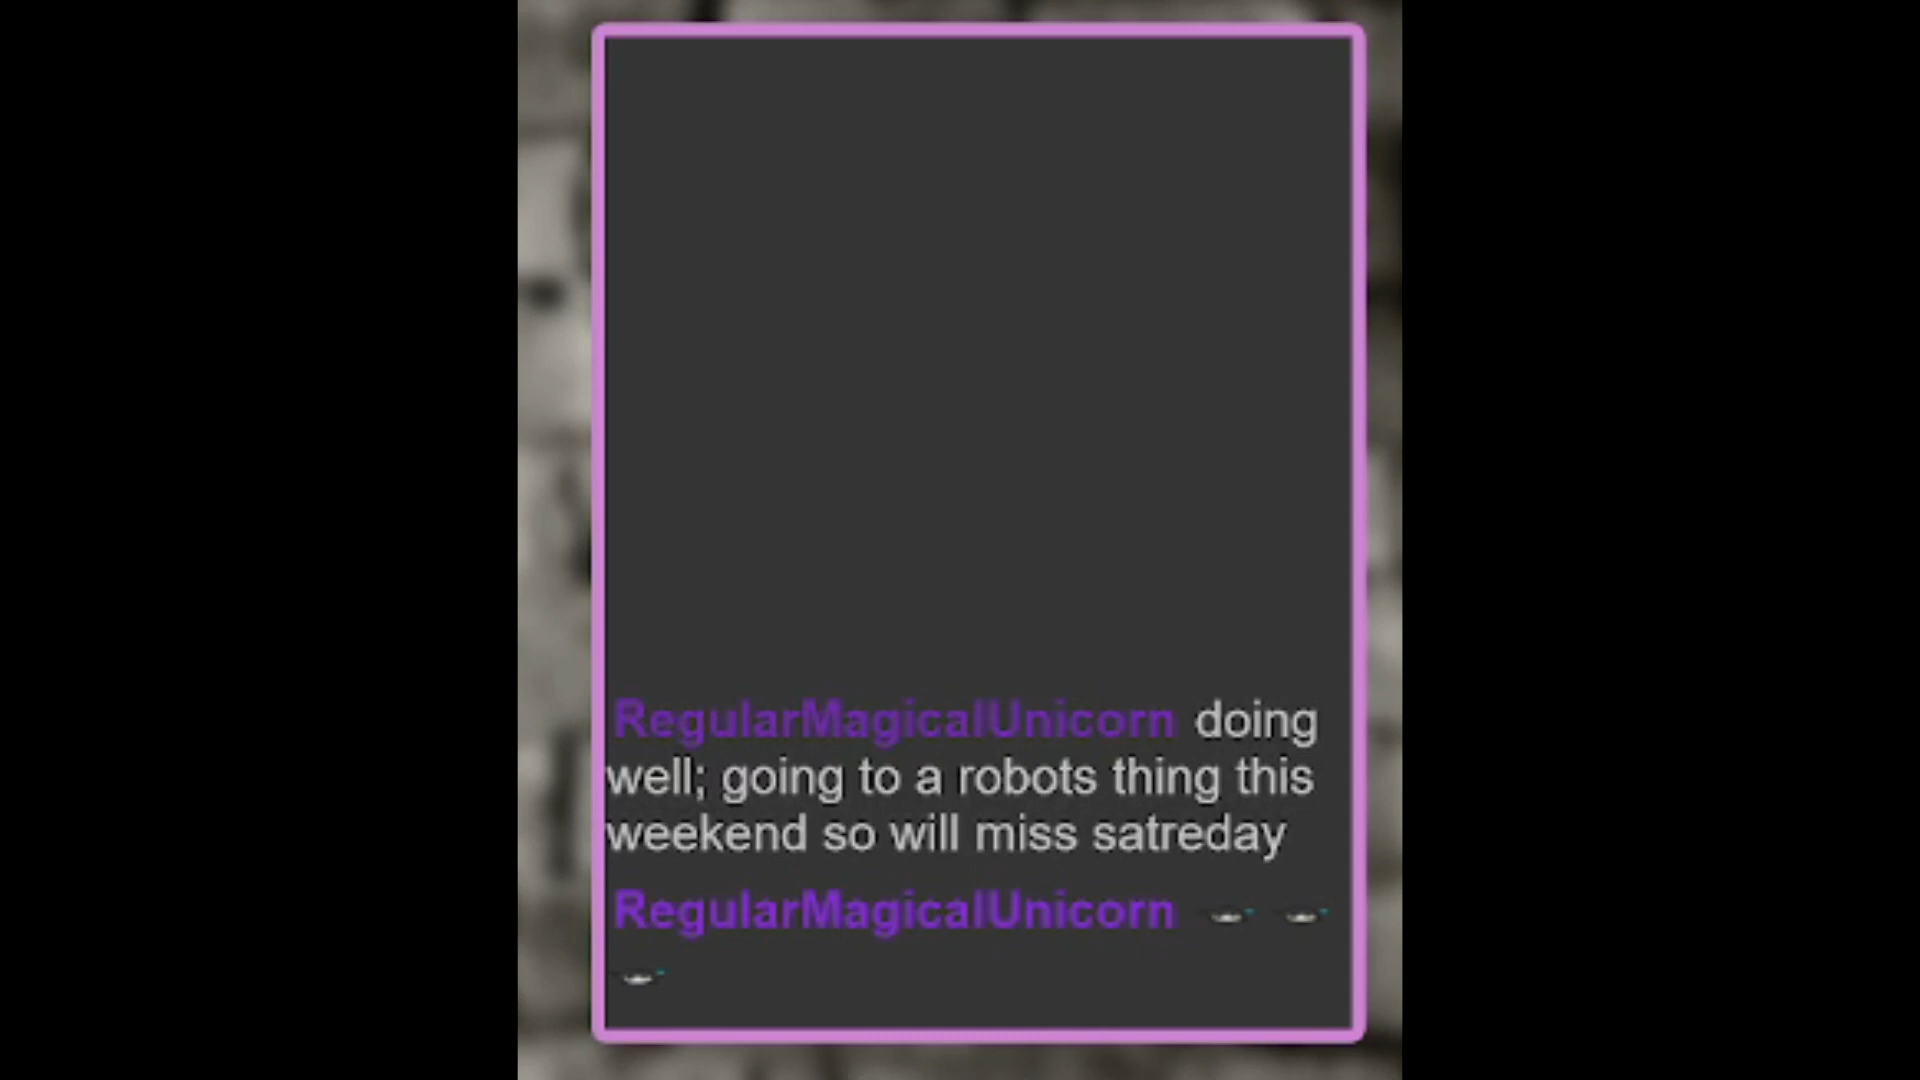 RegularMagicalUnicorn doing
well; going to a robots thing this
weekend so will miss satreday
RegularMagicalUnicorn